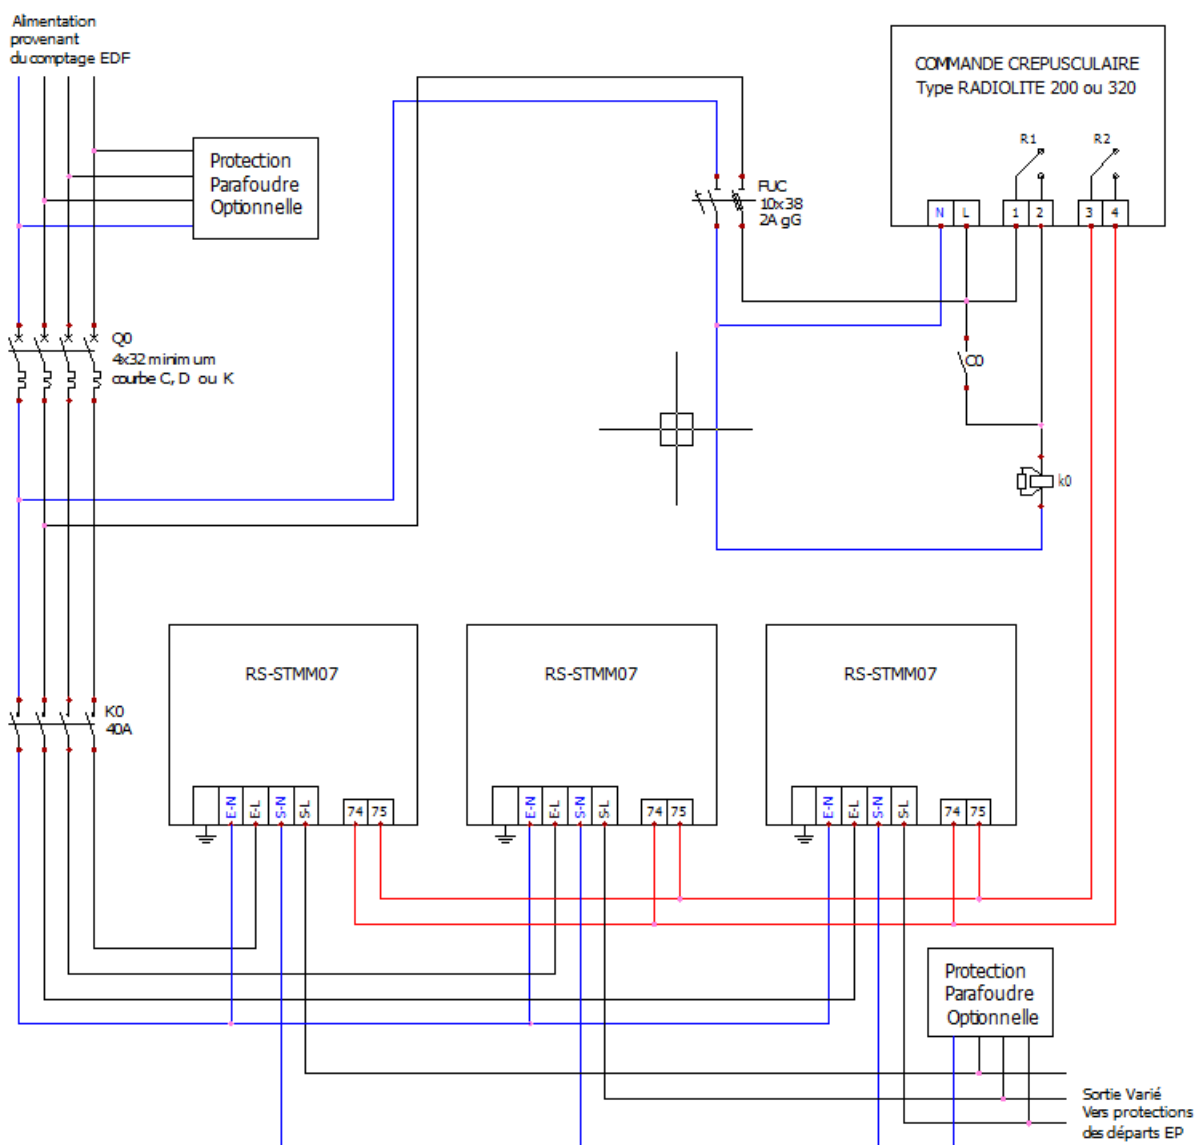 Alimentation
provenant
du comptage EDF
Protection
Parafoudre
Optionnelle
COMMANDE CREPUSCULAIRE
Type RADIOLITE 200 ou 320
R1
R2
N
L
1
2
3
4
FUC
10x38
2A gG
Q0
4x32 minimum
courbe C, D ou K
C0
k0
K0
40A
RS-STMM07
E-N
E-L
S-N
S-L
74
75
RS-STMM07
E-N
E-L
S-N
S-L
74
75
RS-STMM07
E-N
E-L
S-N
S-L
74
75
Protection
Parafoudre
Optionnelle
Sortie Varié
Vers protections
des départs EP